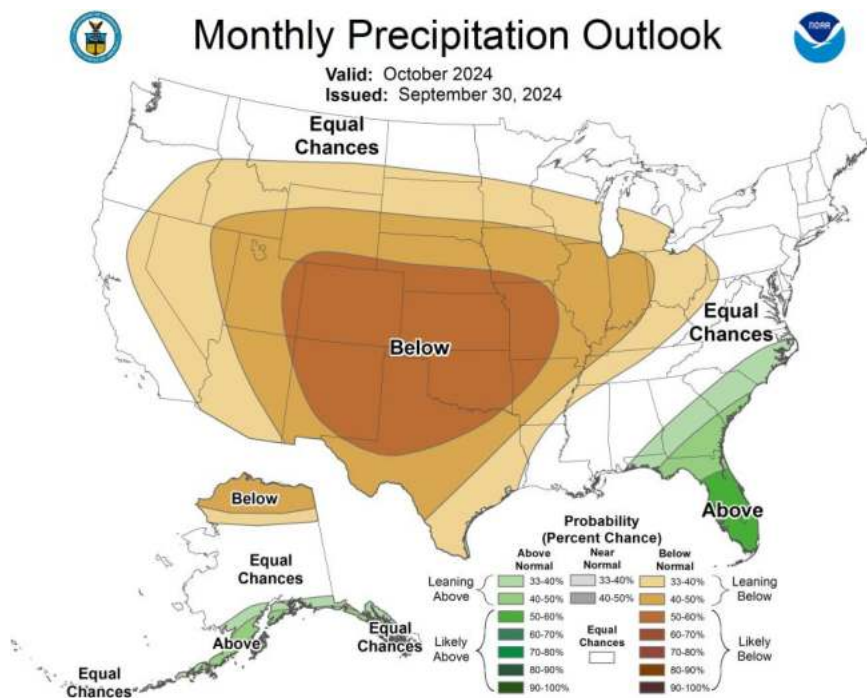 Monthly Precipitation Outlook
NOAA
Valid: October 2024
Issued: September 30, 2024
Equal
Chances
Equal
Chances
Below
Above
Below
Equal
Chances
Above
Equal
Chances
Equal
Chances
Probability
(Percent Chance)
Above Normal
Near Normal
Below Normal
Leaning Above
33-40%
33-40%
33-40%
Leaning Below
40-50%
40-50%
40-50%
Likely Above
50-60%
60-70%
70-80%
80-90%
90-100%
Equal Chances
50-60%
60-70%
70-80%
80-90%
90-100%
Likely Below